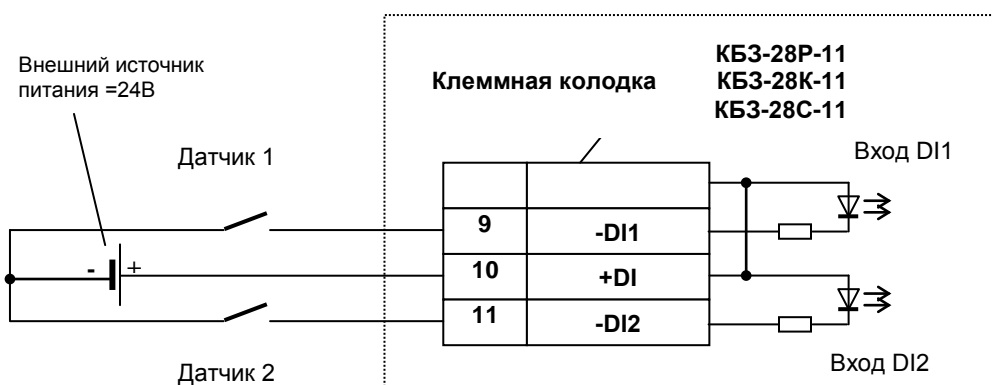 Внешний источник
питания =24В
Клеммная колодка
КБЗ-28Р-11
КБЗ-28К-11
КБЗ-28С-11
Датчик 1
Вход DI1
9 -DI1
- + 10 +DI
11 -DI2
Датчик 2
Вход DI2